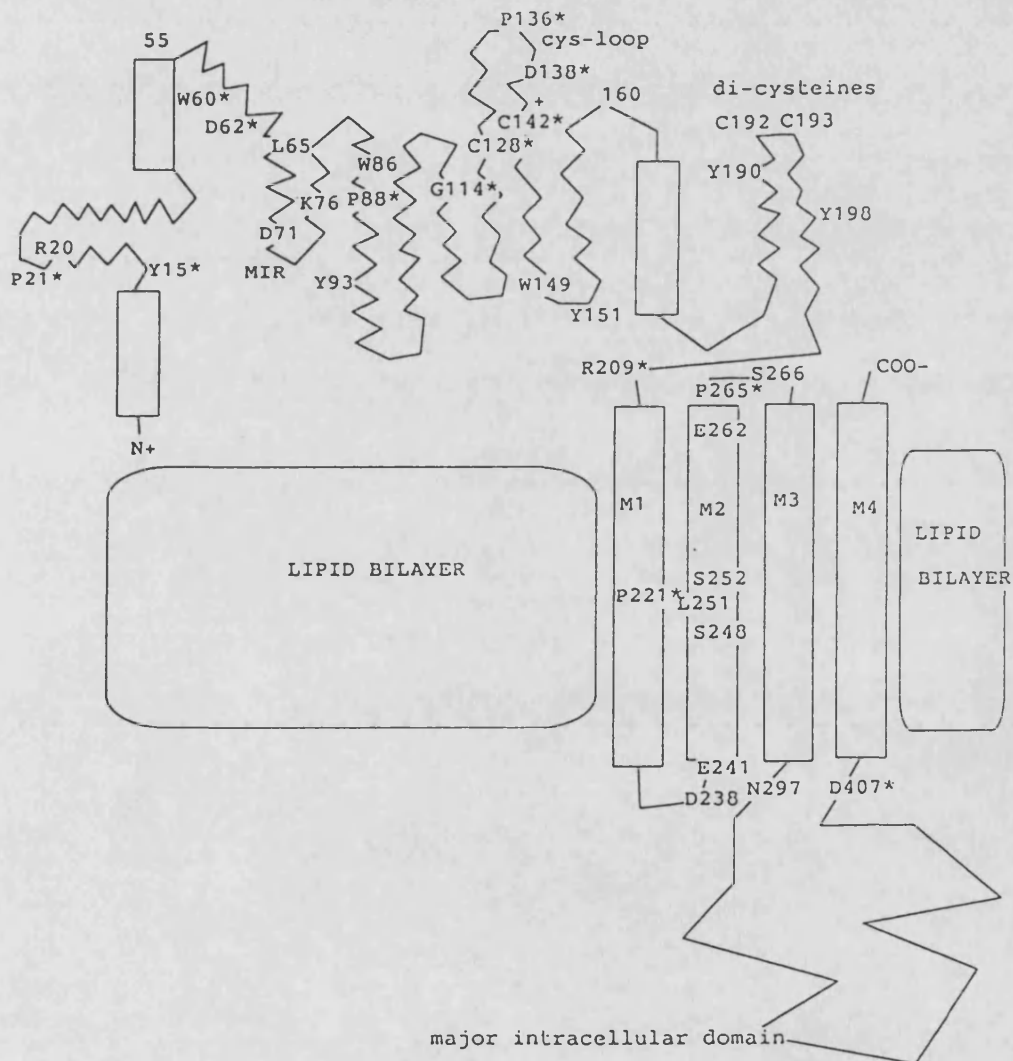 P136*
55
cys-loop
D138*
W60*
160
di-cysteines
D62*
+
C142*
C192 C193
L65
C128*
W86
Y190
G114*
K76
P88*
Y198
R20
D71
P21*
Y15*
MIR
Y93
W149
Y151
R209*
S266
COO-
P265*
N+
E262
M1
M2
M3
M4
LIPID
BILAYER
LIPID BILAYER
S252
P221*
L251
S248
E241
N297
D407*
D238
major intracellular domain